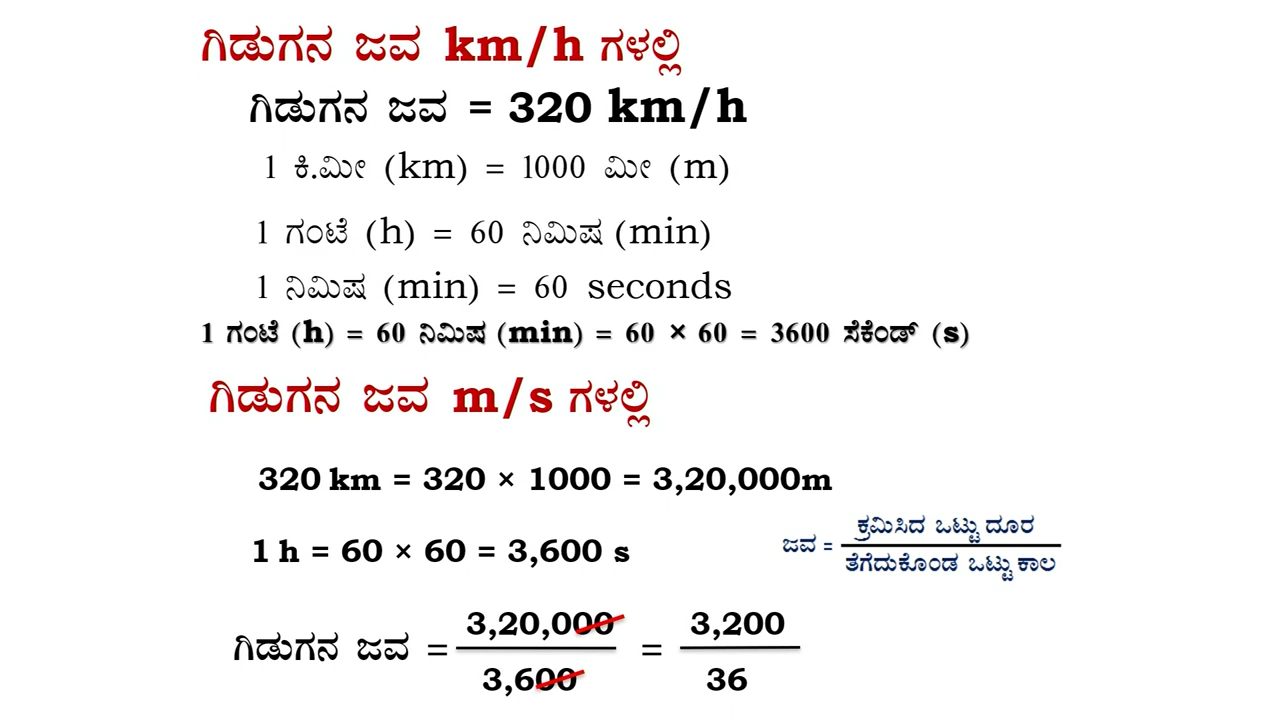 ಗಿಡುಗನ ಜವ km/h ಗಳಲ್ಲಿ
ಗಿಡುಗನ ಜವ = 320 km/h
1 ಕಿ.ಮೀ (km) = 1000 ಮೀ (m)
1 ಗಂಟೆ (h) = 60 ನಿಮಿಷ (min)
1 ನಿಮಿಷ (min) = 60 seconds
1 ಗಂಟೆ (h) = 60 ನಿಮಿಷ (min) = 60 × 60 = 3600 ಸೆಕೆಂಡ್ (s)
ಗಿಡುಗನ ಜವ m/s ಗಳಲ್ಲಿ
320 km = 320 × 1000 = 3,20,000m
1 h = 60 × 60 = 3,600 s
ಜವ =
ಕ್ರಮಿಸಿದ ಒಟ್ಟು ದೂರ
ತೆಗೆದುಕೊಂಡ ಒಟ್ಟು ಕಾಲ
ಗಿಡುಗನ ಜವ =
3,20,000
3,600
=
3,200
36